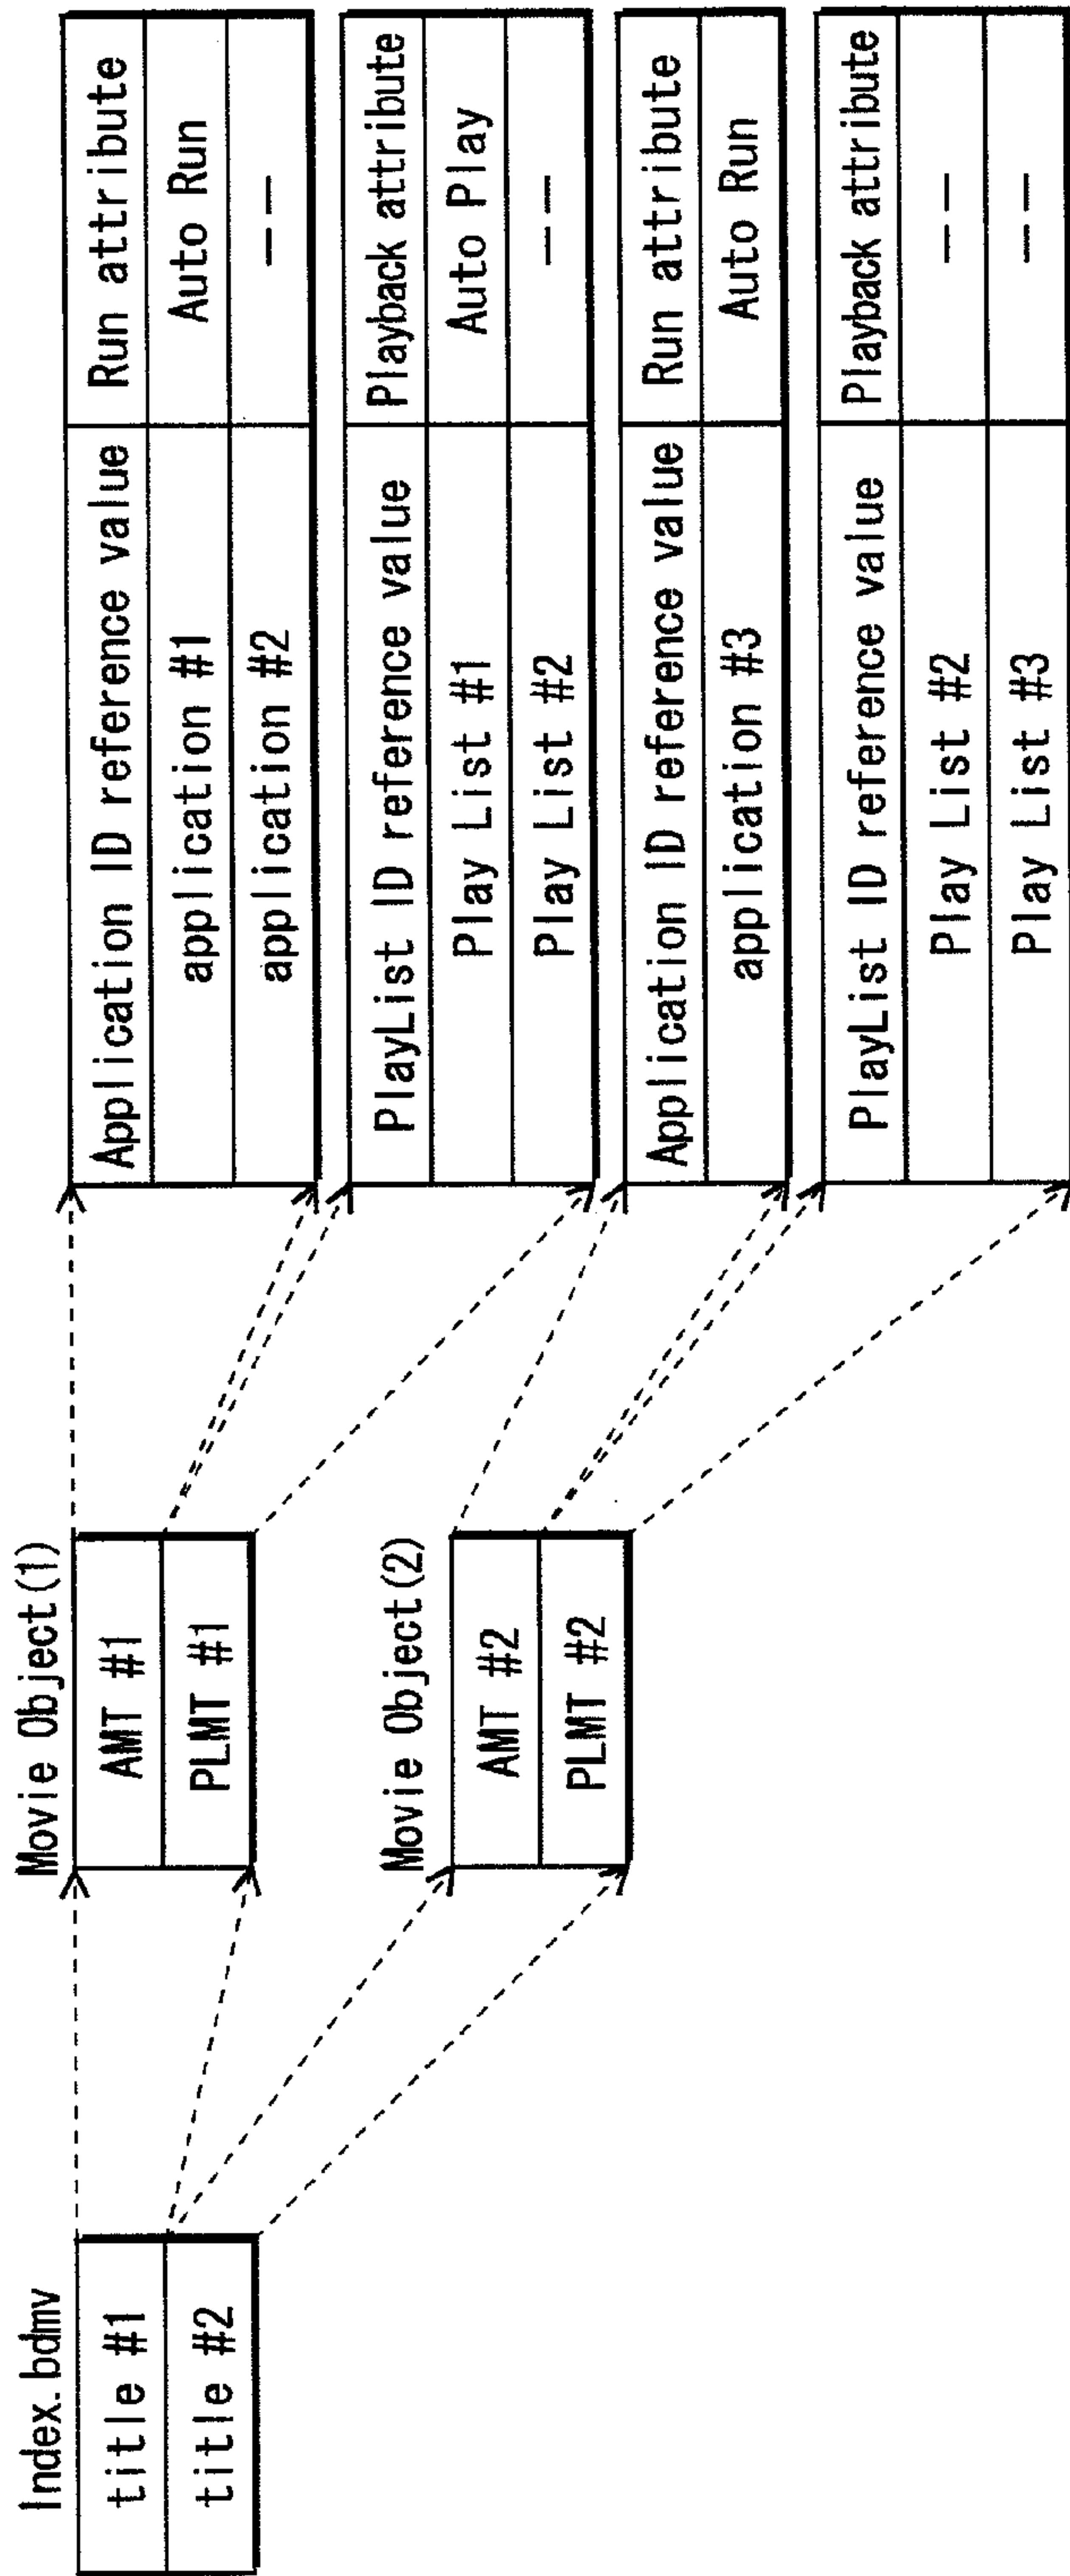 Index.bdmv
title #1
title #2
Movie Object(1)
AMT #1
PLMT #1
Movie Object(2)
AMT #2
PLMT #2
Application ID reference value Run attribute
application #1 Auto Run
application #2 --
PlayList ID reference value Playback attribute
Play List #1 Auto Play
Play List #2 --
Application ID reference value Run attribute
application #3 Auto Run
PlayList ID reference value Playback attribute
Play List #2 --
Play List #3 --